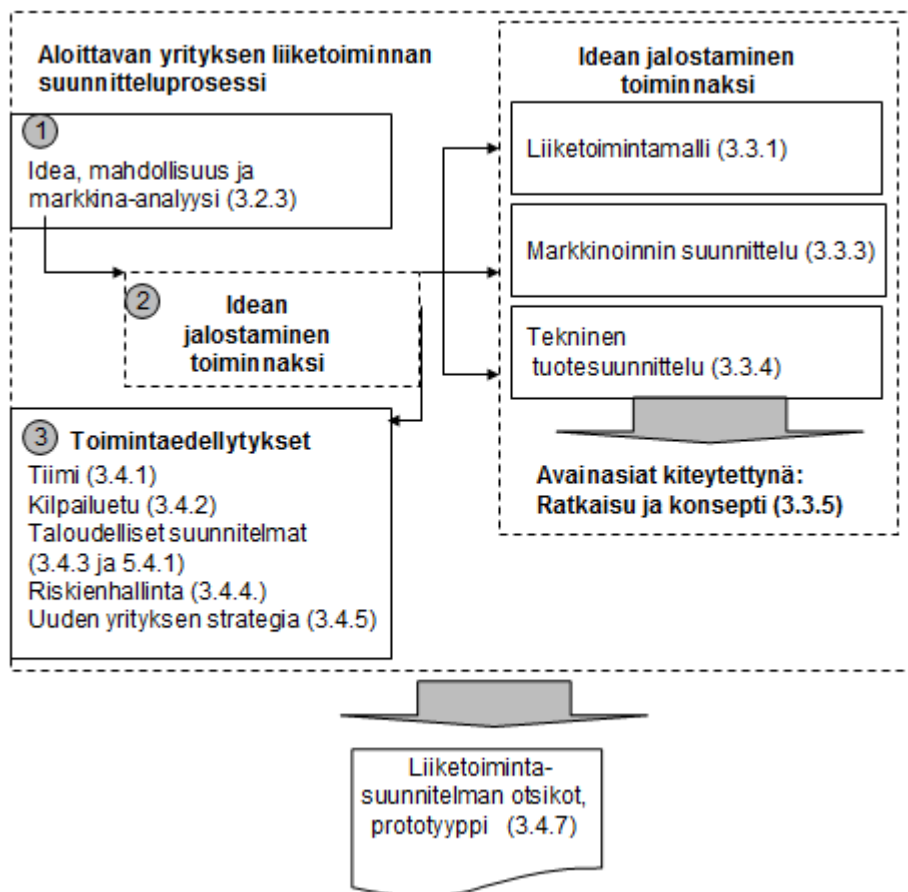 Aloittavan yrityksen liiketoiminnan
suunnitteluprosessi
1
Idea, mahdollisuus ja
markkina-analyysi (3.2.3)
2
Idean
jalostaminen
toiminnaksi
3 Toimintaedellytykset
Tiimi (3.4.1)
Kilpailuetu (3.4.2)
Taloudelliset suunnitelmat
(3.4.3 ja 5.4.1)
Riskienhallinta (3.4.4.)
Uuden yrityksen strategia (3.4.5)
Idean jalostaminen
toiminnaksi
Liiketoimintamalli (3.3.1)
Markkinoinnin suunnittelu (3.3.3)
Tekninen
tuotesuunnittelu (3.3.4)
Avainasiat kiteytettynä:
Ratkaisu ja konsepti (3.3.5)
Liiketoiminta-
suunnitelman otsikot,
prototyyppi (3.4.7)